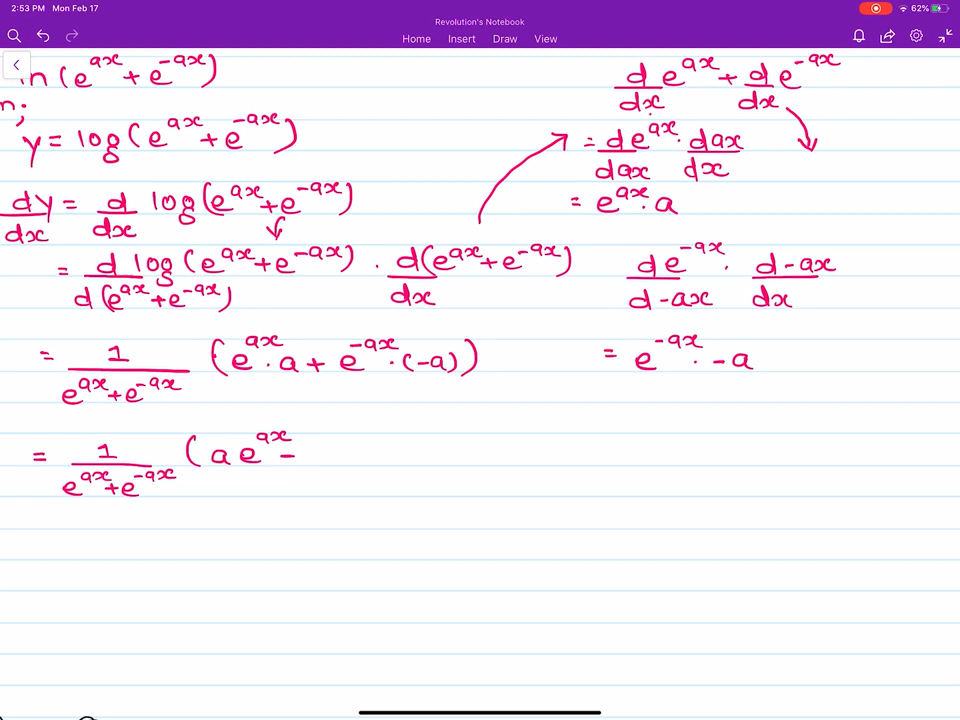 2:53 PM Mon Feb 17
62%
Revolution's Notebook
Home Insert Draw View
ln(e^{ax} + e^{-ax})
n;
y = log(e^{ax} + e^{-ax})
dy/dx = d/dx log(e^{ax} + e^{-ax})
= d log(e^{ax} + e^{-ax})/d(e^{ax} + e^{-ax}) · d(e^{ax} + e^{-ax})/dx
= 1/(e^{ax} + e^{-ax}) (e^{ax} · a + e^{-ax} · (-a))
= 1/(e^{ax} + e^{-ax}) (a e^{ax} -
d/dx e^{ax} + d/dx e^{-ax}
= de^{ax}/dax · dax/dx
= e^{ax} · a
de^{-ax}/d-ax · d-ax/dx
= e^{-ax} · -a